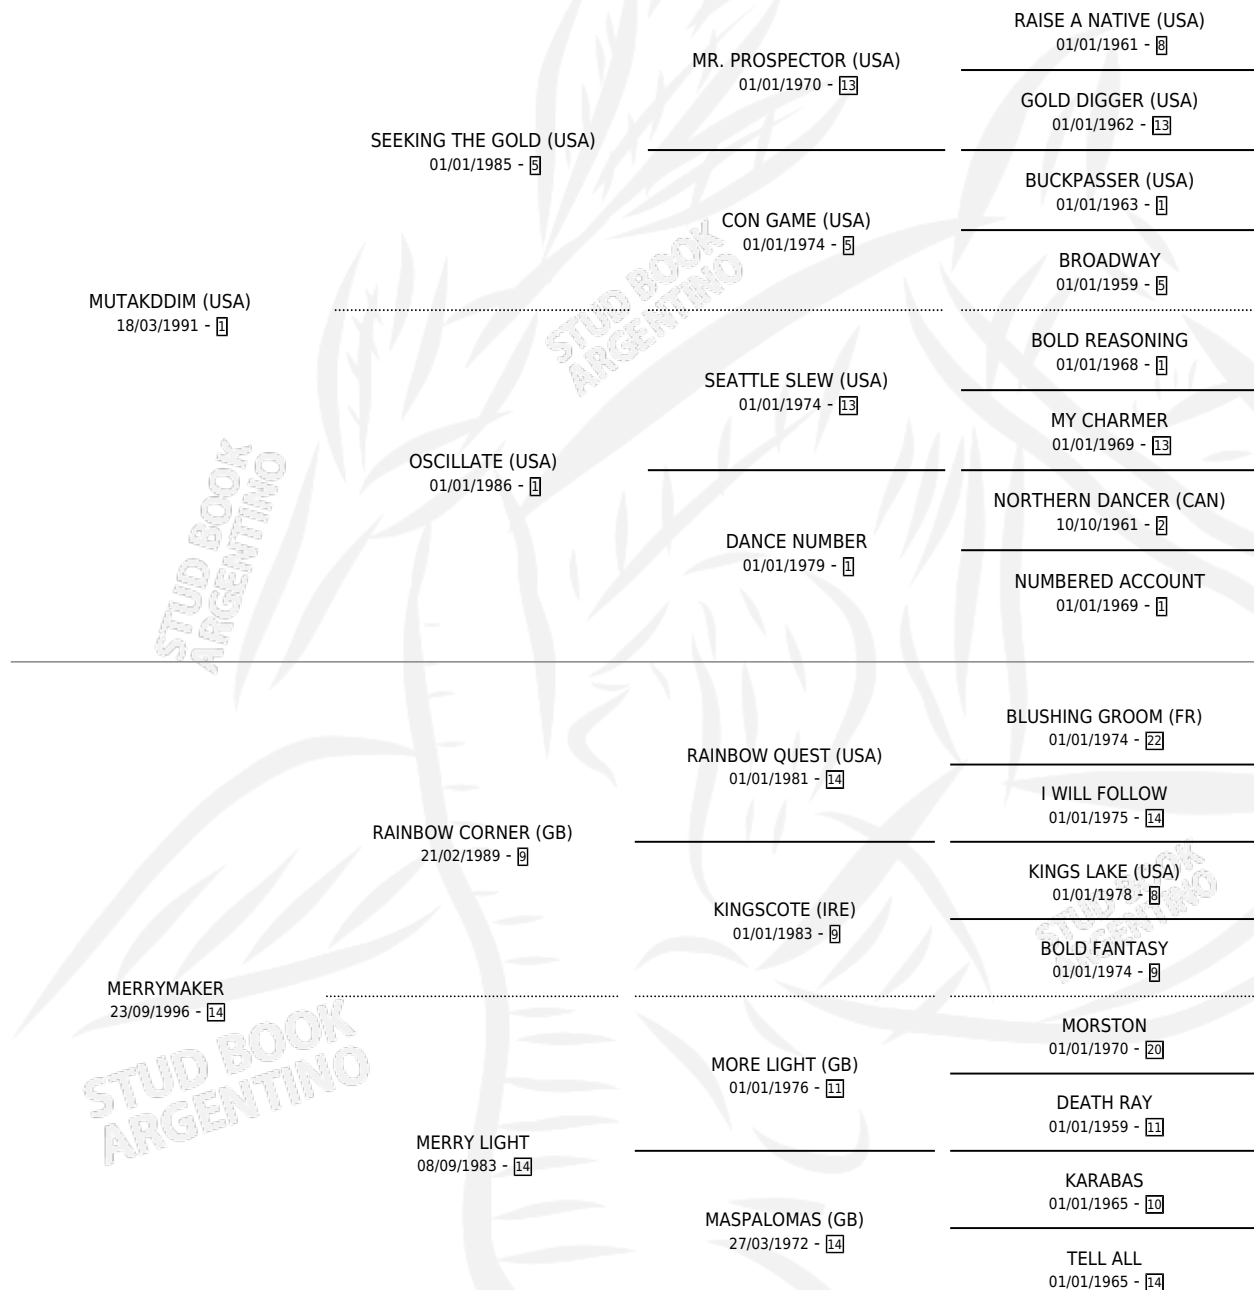 RAISE A NATIVE (USA)
01/01/1961 - 8
MR. PROSPECTOR (USA)
01/01/1970 - 13
GOLD DIGGER (USA)
01/01/1962 - 13
SEEKING THE GOLD (USA)
01/01/1985 - 5
BUCKPASSER (USA)
01/01/1963 - 1
CON GAME (USA)
01/01/1974 - 5
BROADWAY
01/01/1959 - 5
MUTAKDDIM (USA)
18/03/1991 - 1
BOLD REASONING
01/01/1968 - 1
SEATTLE SLEW (USA)
01/01/1974 - 13
MY CHARMER
01/01/1969 - 13
OSCILLATE (USA)
01/01/1986 - 1
NORTHERN DANCER (CAN)
10/10/1961 - 2
DANCE NUMBER
01/01/1979 - 1
NUMBERED ACCOUNT
01/01/1969 - 1
BLUSHING GROOM (FR)
01/01/1974 - 22
RAINBOW QUEST (USA)
01/01/1981 - 14
I WILL FOLLOW
01/01/1975 - 14
RAINBOW CORNER (GB)
21/02/1989 - 9
KINGS LAKE (USA)
01/01/1978 - 8
KINGSCOTE (IRE)
01/01/1983 - 9
BOLD FANTASY
01/01/1974 - 9
MERRYMAKER
23/09/1996 - 14
MORSTON
01/01/1970 - 20
MORE LIGHT (GB)
01/01/1976 - 11
DEATH RAY
01/01/1959 - 11
MERRY LIGHT
08/09/1983 - 14
KARABAS
01/01/1965 - 10
MASPALOMAS (GB)
27/03/1972 - 14
TELL ALL
01/01/1965 - 14
STUD BOOK
ARGENTINO
STUD BOOK
ARGENTINO
STUD BOOK
ARGENTINO
STUD BOOK
ARGENTINO